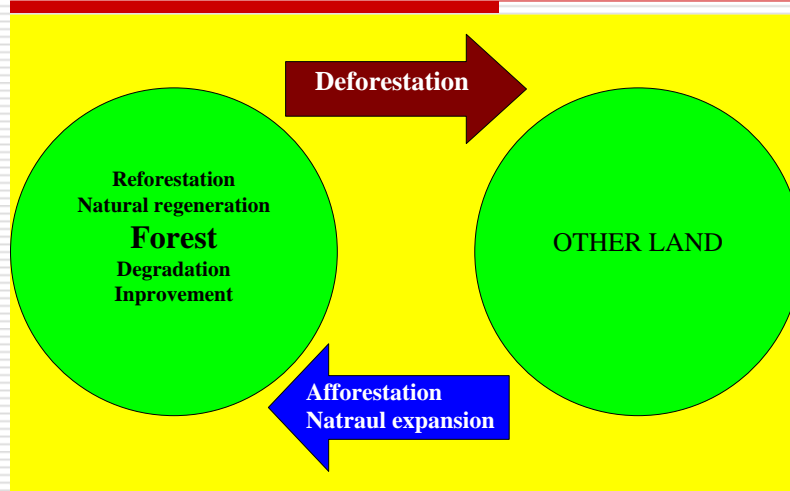 Deforestation
Reforestation
Natural regeneration
Forest
Degradation
Inprovement
OTHER LAND
Afforestation
Natraul expansion